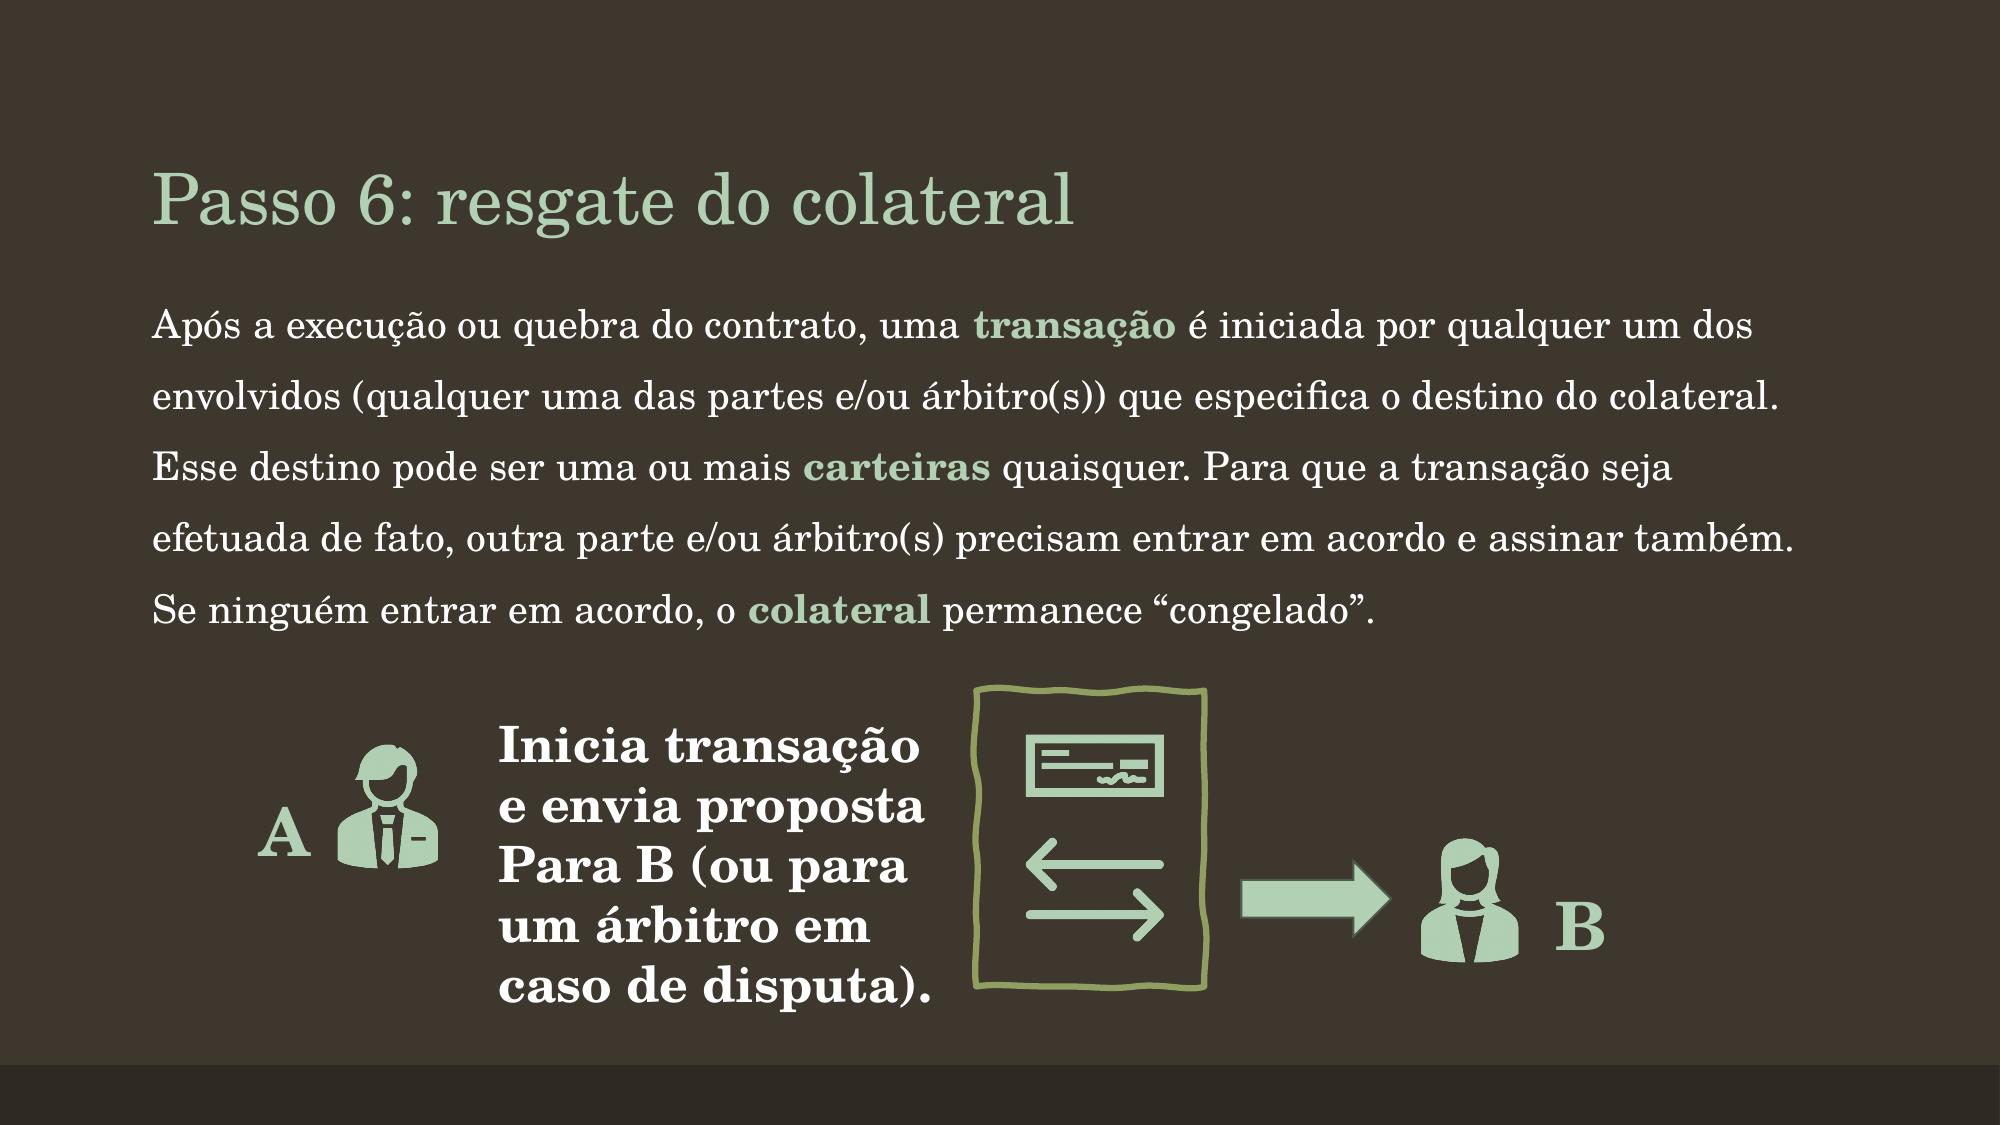 Passo 6: resgate do colateral
Após a execução ou quebra do contrato, uma transação é iniciada por qualquer um dos
envolvidos (qualquer uma das partes e/ou árbitro(s)) que especifica o destino do colateral.
Esse destino pode ser uma ou mais carteiras quaisquer. Para que a transação seja
efetuada de fato, outra parte e/ou árbitro(s) precisam entrar em acordo e assinar também.
Se ninguém entrar em acordo, o colateral permanece “congelado”.
A
Inicia transação
e envia proposta
Para B (ou para
um árbitro em
caso de disputa).
B